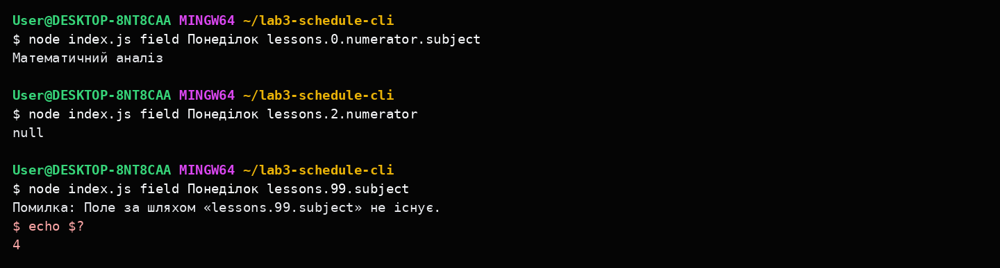 User@DESKTOP-8NT8CAA MINGW64 ~/lab3-schedule-cli
$ node index.js field Понеділок lessons.0.numerator.subject
Математичний аналіз
User@DESKTOP-8NT8CAA MINGW64 ~/lab3-schedule-cli
$ node index.js field Понеділок lessons.2.numerator
null
User@DESKTOP-8NT8CAA MINGW64 ~/lab3-schedule-cli
$ node index.js field Понеділок lessons.99.subject
Помилка: Поле за шляхом «lessons.99.subject» не існує.
$ echo $?
4